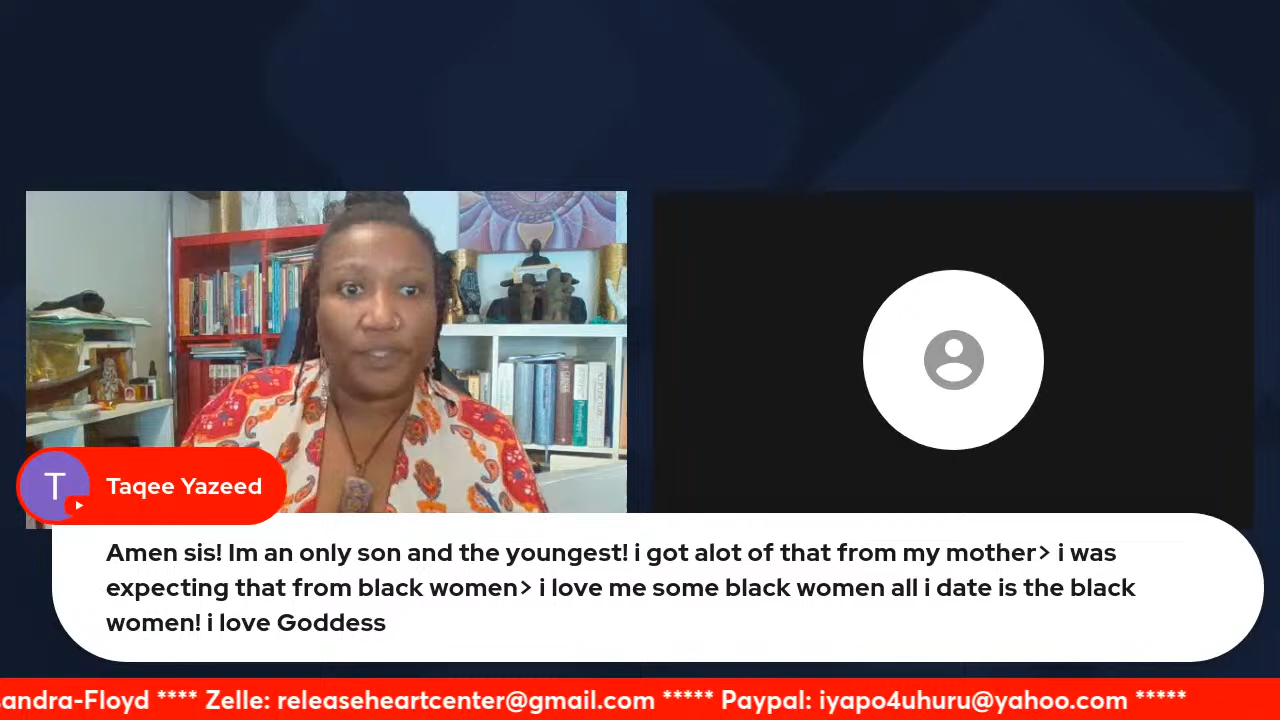 T
Taqee Yazeed
Amen sis! Im an only son and the youngest! i got alot of that from my mother> i was
expecting that from black women> i love me some black women all i date is the black
women! i love Goddess
andra-Floyd **** Zelle: releaseheartcenter@gmail.com ***** Paypal: iyapo4uhuru@yahoo.com *****